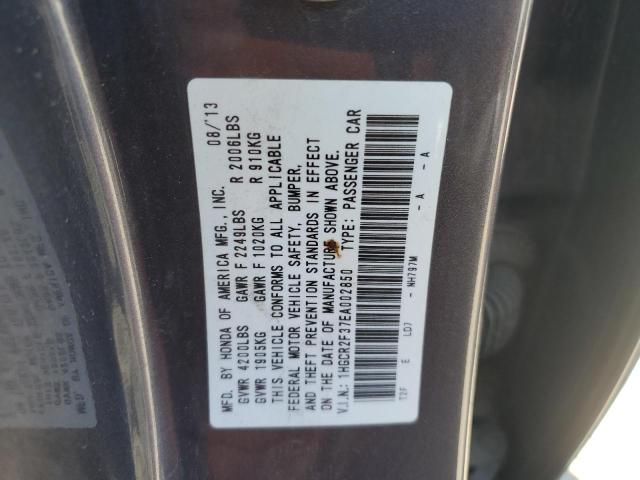 MFD. BY HONDA OF AMERICA MFG., INC. 08/'13
GVWR 4200LBS GAWR F 2249LBS R 2006LBS
GVWR 1905KG GAWR F 1020KG R 910KG
THIS VEHICLE CONFORMS TO ALL APPLICABLE
FEDERAL MOTOR VEHICLE SAFETY, BUMPER,
AND THEFT PREVENTION STANDARDS IN EFFECT
ON THE DATE OF MANUFACTURE SHOWN ABOVE.
V.I.N.: 1HGCR2F37EA002850 TYPE: PASSENGER CAR
T2F E LD7 - NH797M - A - A